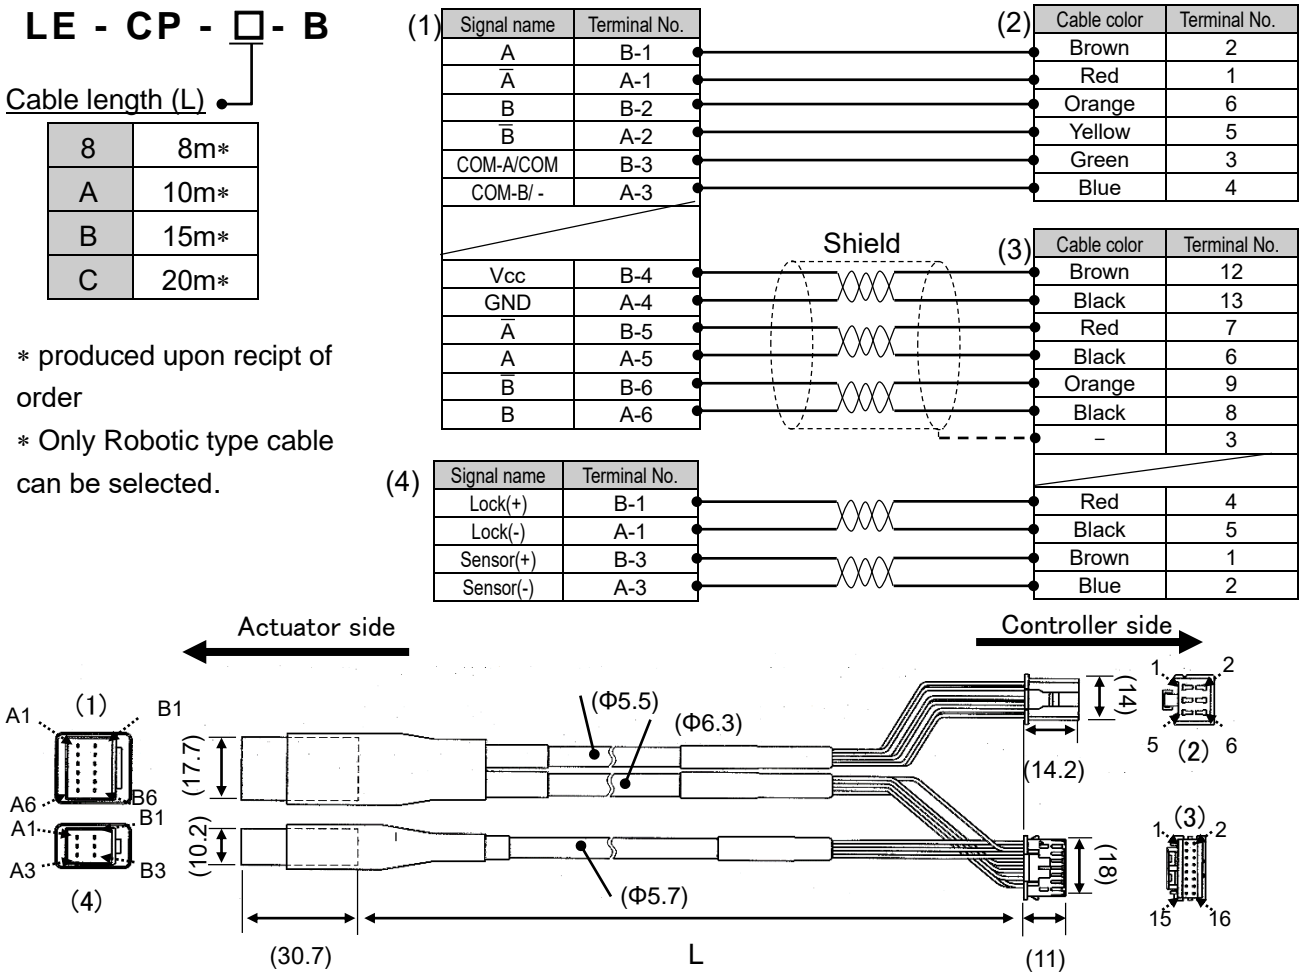 LE - CP - □ - B
Cable length (L)
8 8m*
A 10m*
B 15m*
C 20m*
* produced upon recipt of
order
* Only Robotic type cable
can be selected.
(1)
Signal name Terminal No.
A B-1
A̅ A-1
B B-2
B̅ A-2
COM-A/COM B-3
COM-B/ - A-3
Vcc B-4
GND A-4
A̅ B-5
A A-5
B̅ B-6
B A-6
(2)
Cable color Terminal No.
Brown 2
Red 1
Orange 6
Yellow 5
Green 3
Blue 4
Shield
(3)
Cable color Terminal No.
Brown 12
Black 13
Red 7
Black 6
Orange 9
Black 8
− 3
Red 4
Black 5
Brown 1
Blue 2
(4)
Signal name Terminal No.
Lock(+) B-1
Lock(-) A-1
Sensor(+) B-3
Sensor(-) A-3
Actuator side
Controller side
(1)
A1 B1
A6 B6
A1 B1
A3 B3
(4)
(17.7)
(10.2)
(Φ5.5)
(Φ6.3)
(Φ5.7)
(14)
(14.2)
(18)
1 2
5 (2) 6
1 (3) 2
15 16
(30.7)
L
(11)